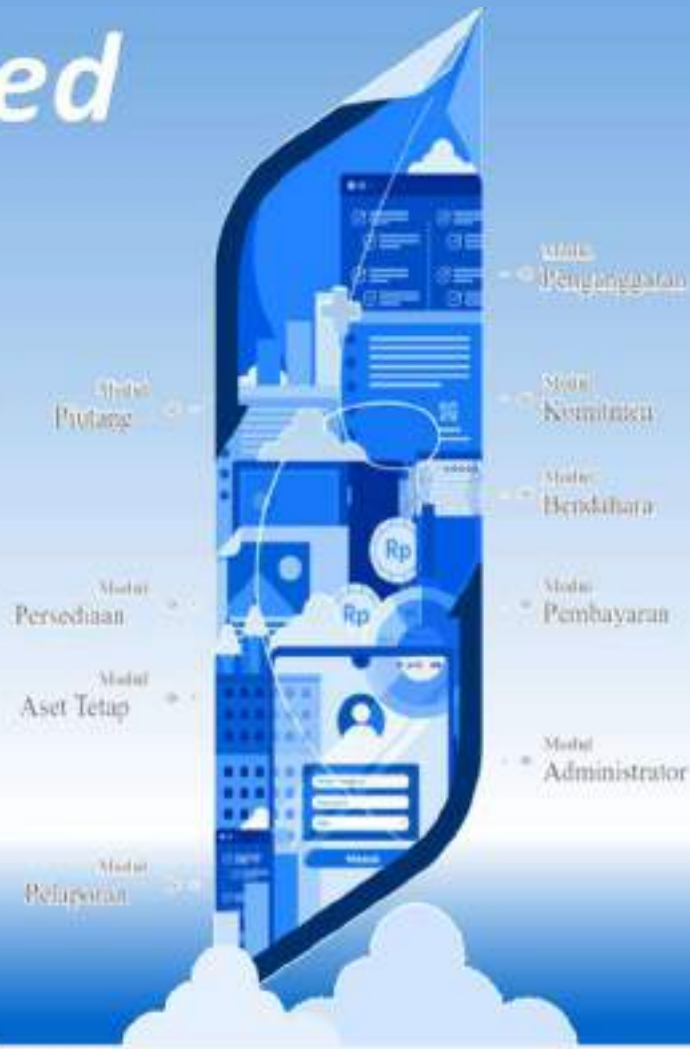 ed
Modul
Penganggaran
Modul
Piutang
Modul
Komitmen
Modul
Bendahara
Rp
Modul
Persediaan
Modul
Pembayaran
Rp
Modul
Aset Tetap
Modul
Administrator
Modul
Pelaporan